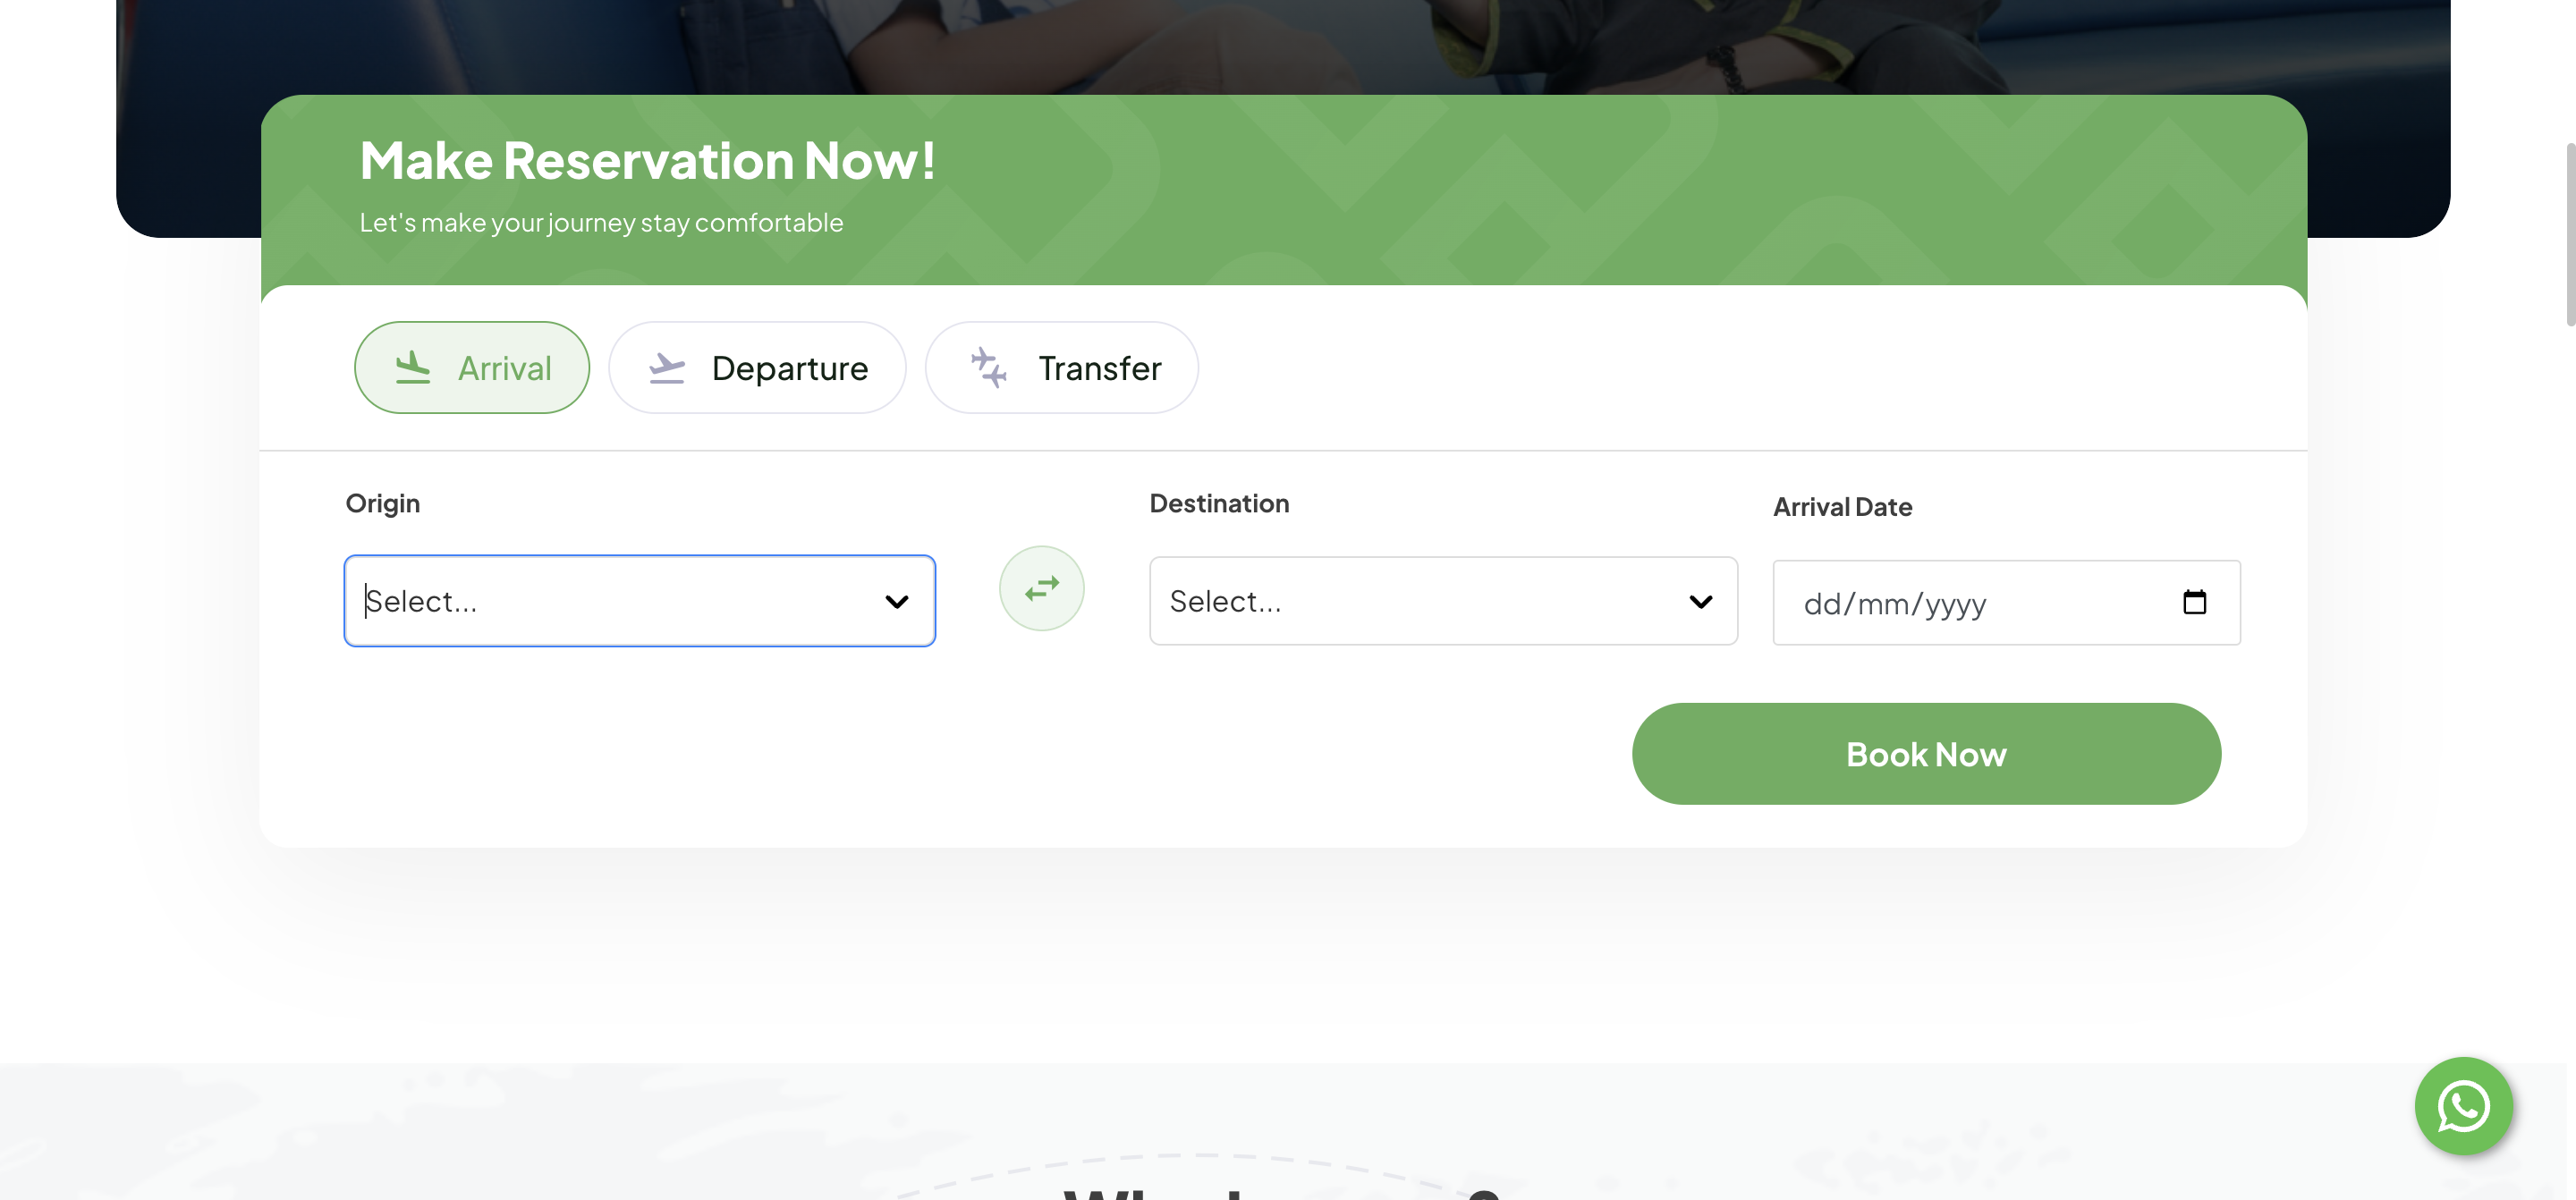 Make Reservation Now!
Let's make your journey stay comfortable
Arrival
Departure
Transfer
Origin
Destination
Arrival Date
Select...
Select...
dd/mm/yyyy
Book Now